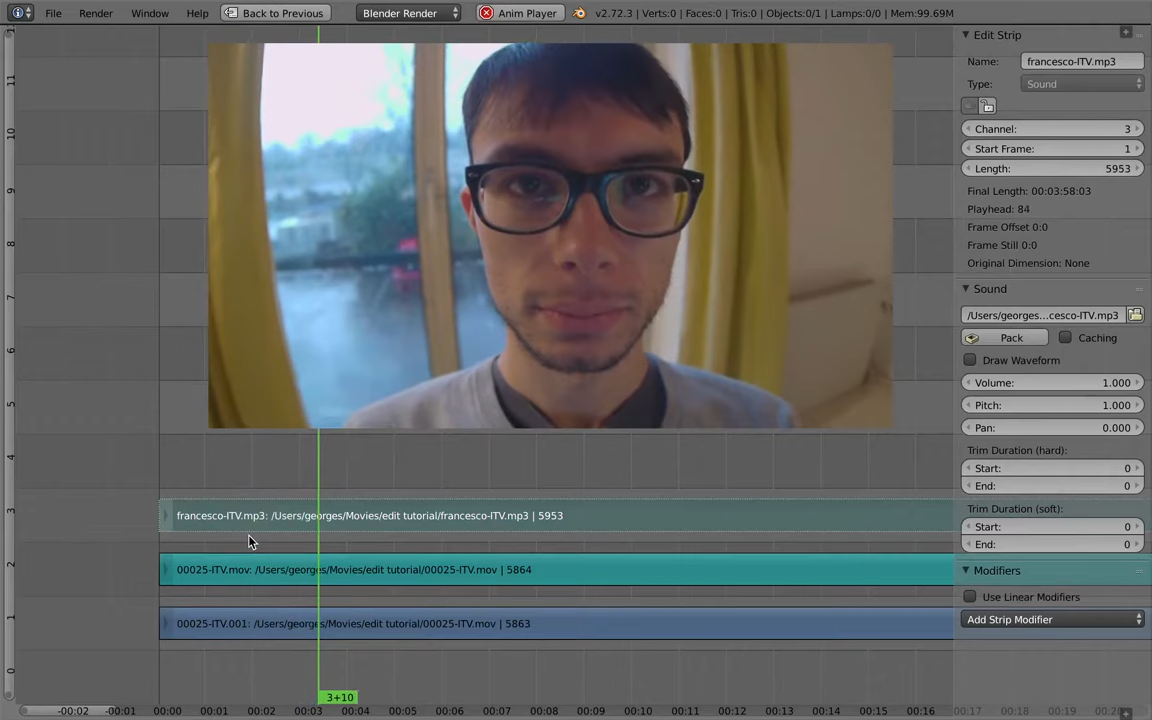 File Render Window Help Back to Previous Blender Render Anim Player v2.72.3 | Verts:0 | Faces:0 | Tris:0 | Objects:0/1 | Lamps:0/0 | Mem:99.69M
Edit Strip
Name: francesco-ITV.mp3
Type: Sound
Channel: 3
Start Frame: 1
Length: 5953
Final Length: 00:03:58:03
Playhead: 84
Frame Offset 0:0
Frame Still 0:0
Original Dimension: None
Sound
/Users/georges...cesco-ITV.mp3
Pack Caching
Draw Waveform
Volume: 1.000
Pitch: 1.000
Pan: 0.000
Trim Duration (hard):
Start: 0
End: 0
Trim Duration (soft):
Start: 0
End: 0
Modifiers
Use Linear Modifiers
Add Strip Modifier
11
10
9
8
7
6
5
4
3
2
1
0
francesco-ITV.mp3: /Users/georges/Movies/edit tutorial/francesco-ITV.mp3 | 5953
00025-ITV.mov: /Users/georges/Movies/edit tutorial/00025-ITV.mov | 5864
00025-ITV.001: /Users/georges/Movies/edit tutorial/00025-ITV.mov | 5863
3+10
-00:02 -00:01 00:00 00:01 00:02 00:03 00:04 00:05 00:06 00:07 00:08 00:09 00:10 00:11 00:12 00:13 00:14 00:15 00:16 00:17 00:18 00:19 00:20